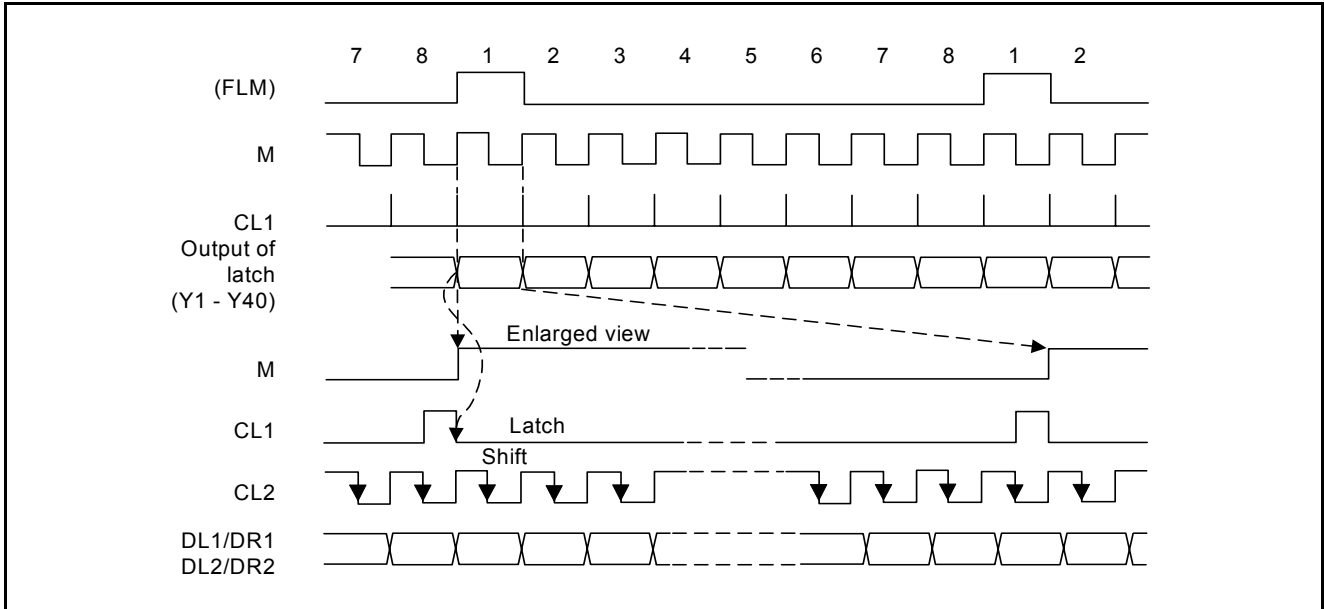 7 8 1 2 3 4 5 6 7 8 1 2
(FLM)
M
CL1
Output of
latch
(Y1 - Y40)
Enlarged view
M
CL1
Latch
Shift
CL2
DL1/DR1
DL2/DR2